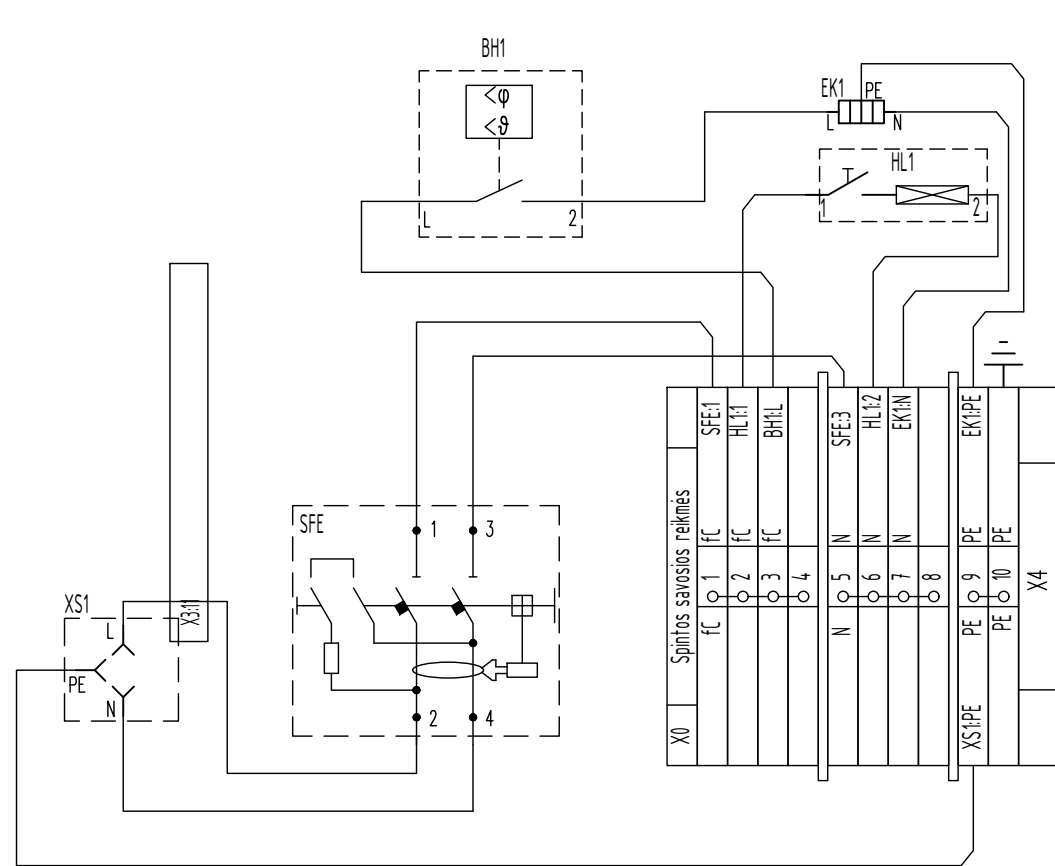 BH1
<φ
<ϑ
L
2
EK1
PE
L
N
HL1
1
2
SFE
1
3
2
4
XS1
L
PE
N
X3:11
X0
Spintos savosios reikmės
SFE:1
fC
1
fC
HL1:1
fC
2
BH1:L
fC
3
4
SFE:3
N
5
N
HL1:2
N
6
EK1:N
N
7
8
EK1:PE
PE
9
PE
XS1:PE
PE
10
PE
X4